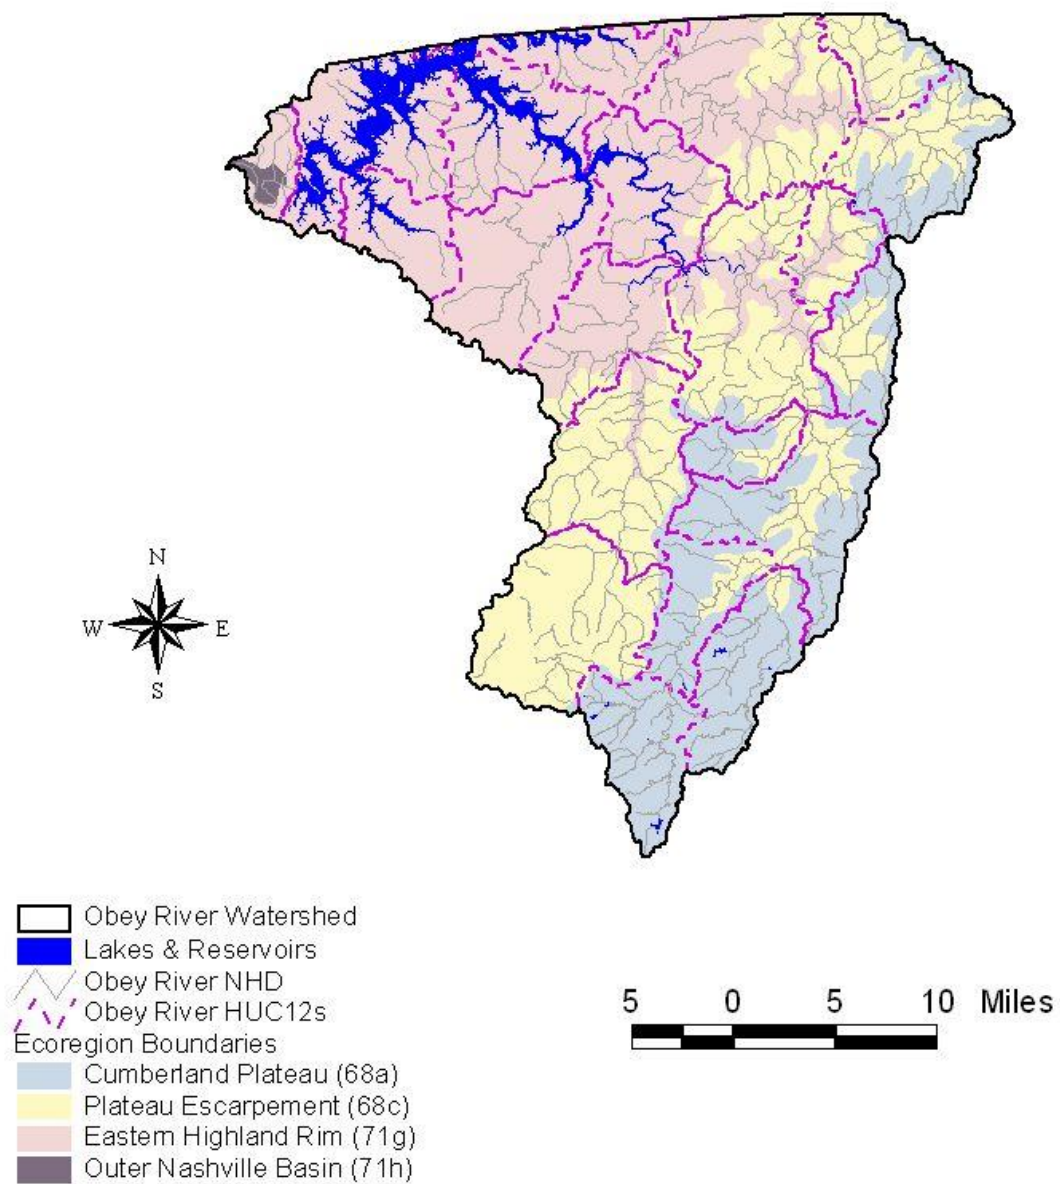 N
W E
S
Obey River Watershed
Lakes & Reservoirs
Obey River NHD
Obey River HUC12s
Ecoregion Boundaries
Cumberland Plateau (68a)
Plateau Escarpement (68c)
Eastern Highland Rim (71g)
Outer Nashville Basin (71h)
5 0 5 10 Miles